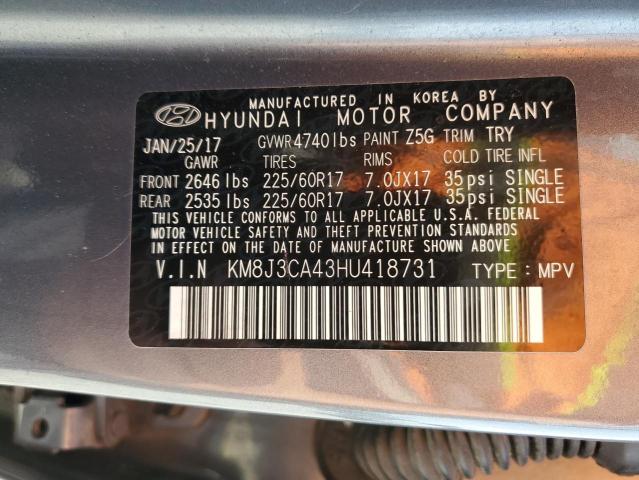 MANUFACTURED IN KOREA BY
HYUNDAI MOTOR COMPANY
JAN/25/17 GVWR 4740lbs PAINT Z5G TRIM TRY
GAWR TIRES RIMS COLD TIRE INFL
FRONT 2646 lbs 225/60R17 7.0JX17 35psi SINGLE
REAR 2535 lbs 225/60R17 7.0JX17 35psi SINGLE
THIS VEHICLE CONFORMS TO ALL APPLICABLE U.S.A. FEDERAL
MOTOR VEHICLE SAFETY AND THEFT PREVENTION STANDARDS
IN EFFECT ON THE DATE OF MANUFACTURE SHOWN ABOVE
V.I.N KM8J3CA43HU418731 TYPE : MPV